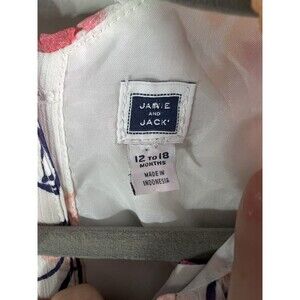 JANIE
AND
JACK
12 TO 18
MONTHS
MADE IN
INDONESIA